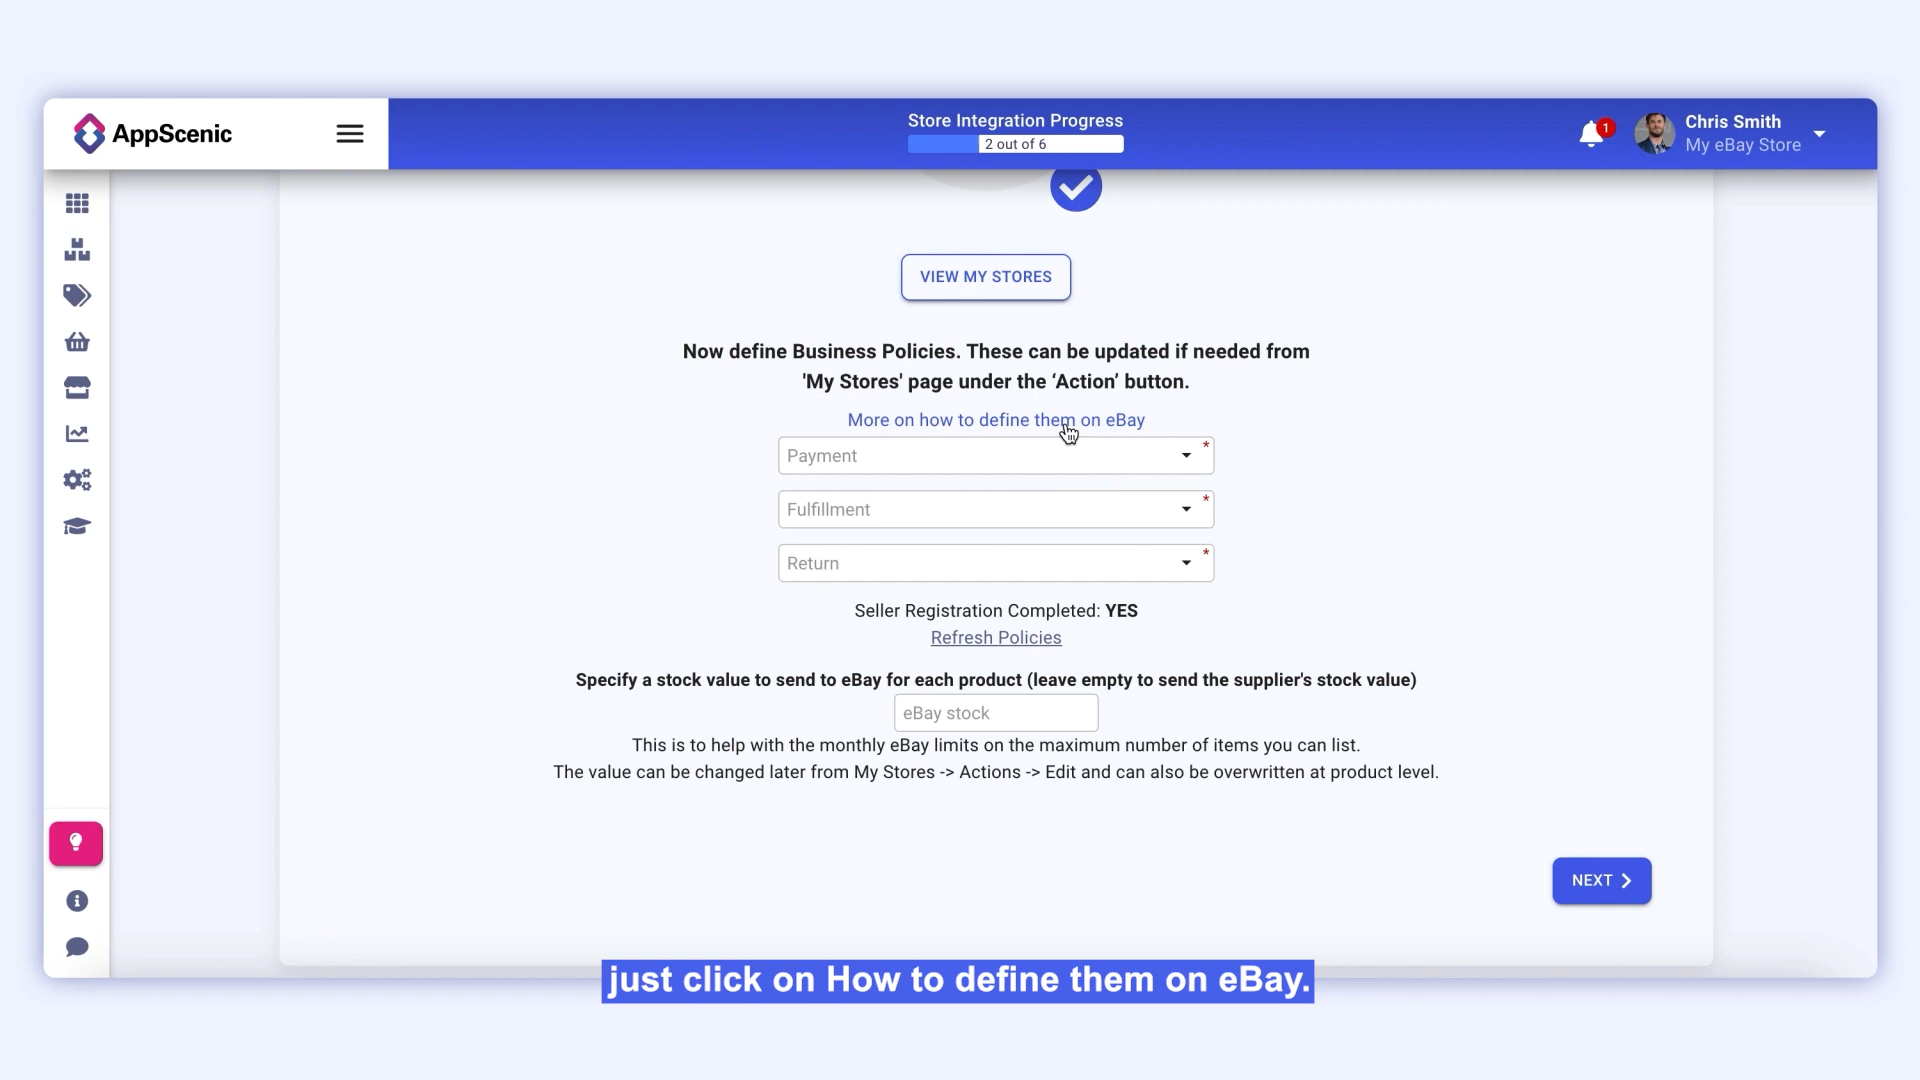 AppScenic
Store Integration Progress
2 out of 6
1
Chris Smith
My eBay Store
VIEW MY STORES
Now define Business Policies. These can be updated if needed from
'My Stores' page under the ‘Action’ button.
More on how to define them on eBay
Payment *
Fulfillment *
Return *
Seller Registration Completed: YES
Refresh Policies
Specify a stock value to send to eBay for each product (leave empty to send the supplier's stock value)
eBay stock
This is to help with the monthly eBay limits on the maximum number of items you can list.
The value can be changed later from My Stores -> Actions -> Edit and can also be overwritten at product level.
NEXT
just click on How to define them on eBay.